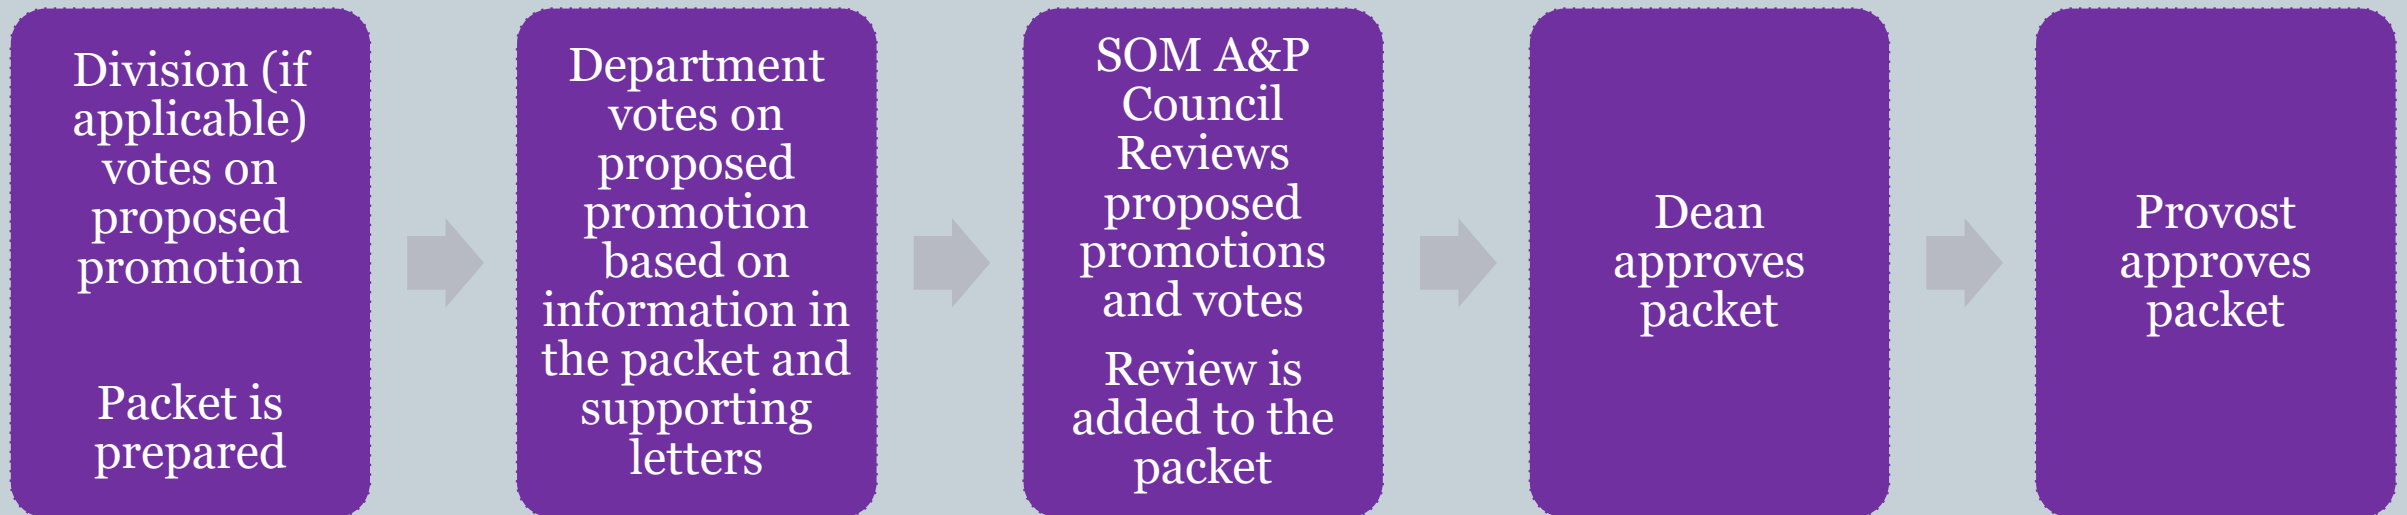 Division (if
applicable)
votes on
proposed
promotion
Packet is
prepared
Department
votes on
proposed
promotion
based on
information in
the packet and
supporting
letters
SOM A&P
Council
Reviews
proposed
promotions
and votes
Review is
added to the
packet
Dean
approves
packet
Provost
approves
packet